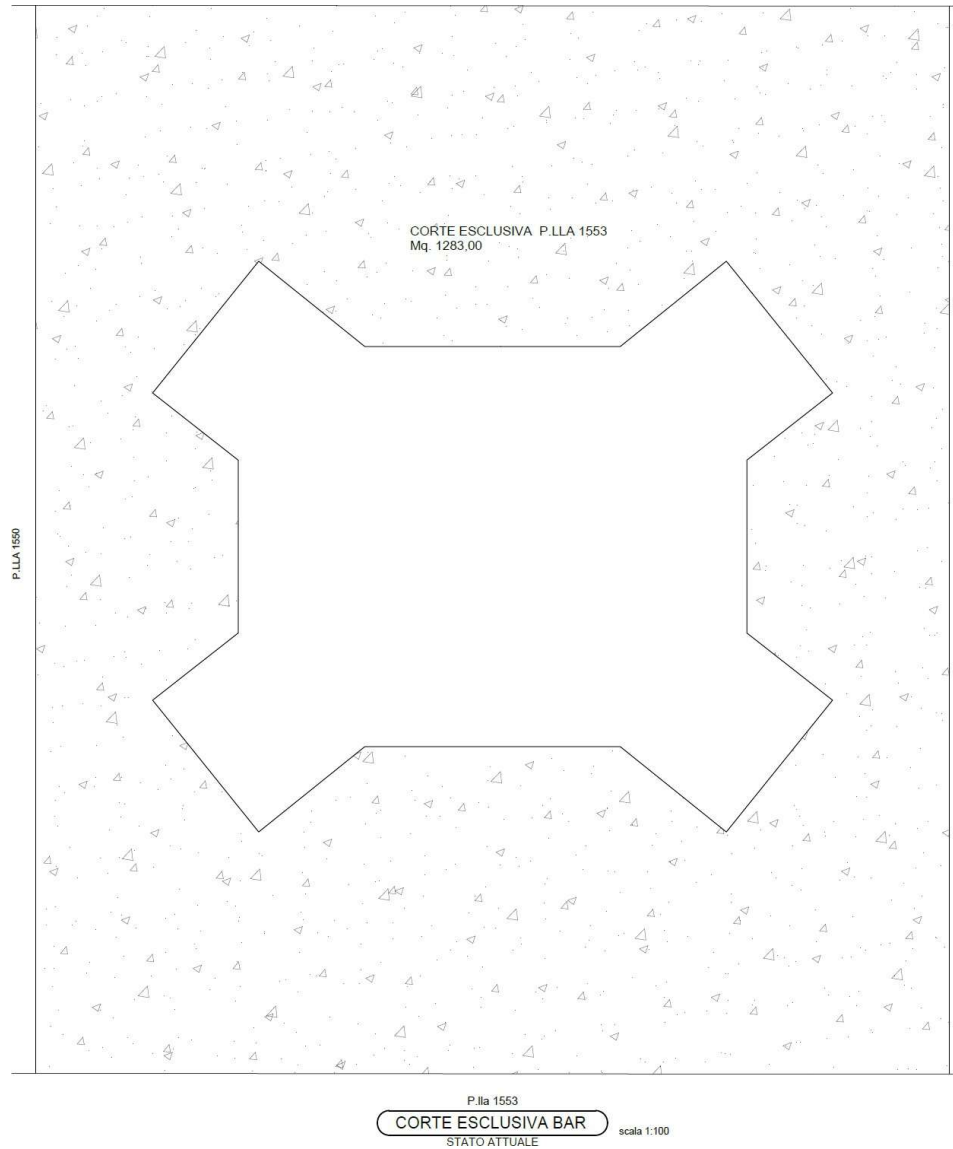 CORTE ESCLUSIVA P.LLA 1553
Mq. 1283,00
P.LLA 1550
P.lla 1553
CORTE ESCLUSIVA BAR
scala 1:100
STATO ATTUALE